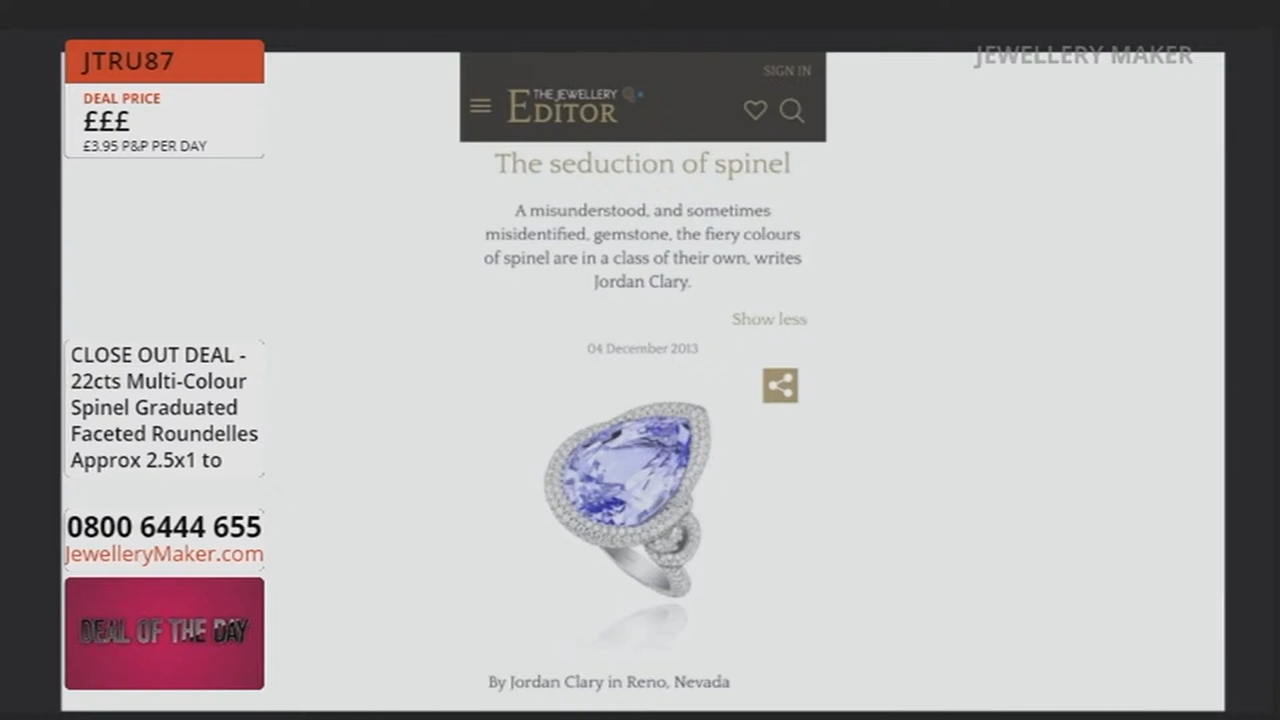 JTRU87
DEAL PRICE
£££
£3.95 P&P PER DAY
CLOSE OUT DEAL -
22cts Multi-Colour
Spinel Graduated
Faceted Roundelles
Approx 2.5x1 to
0800 6444 655
JewelleryMaker.com
DEAL OF THE DAY
JEWELLERY MAKER
SIGN IN
THE JEWELLERY
EDITOR
The seduction of spinel
A misunderstood, and sometimes
misidentified, gemstone, the fiery colours
of spinel are in a class of their own, writes
Jordan Clary.
Show less
04 December 2013
By Jordan Clary in Reno, Nevada